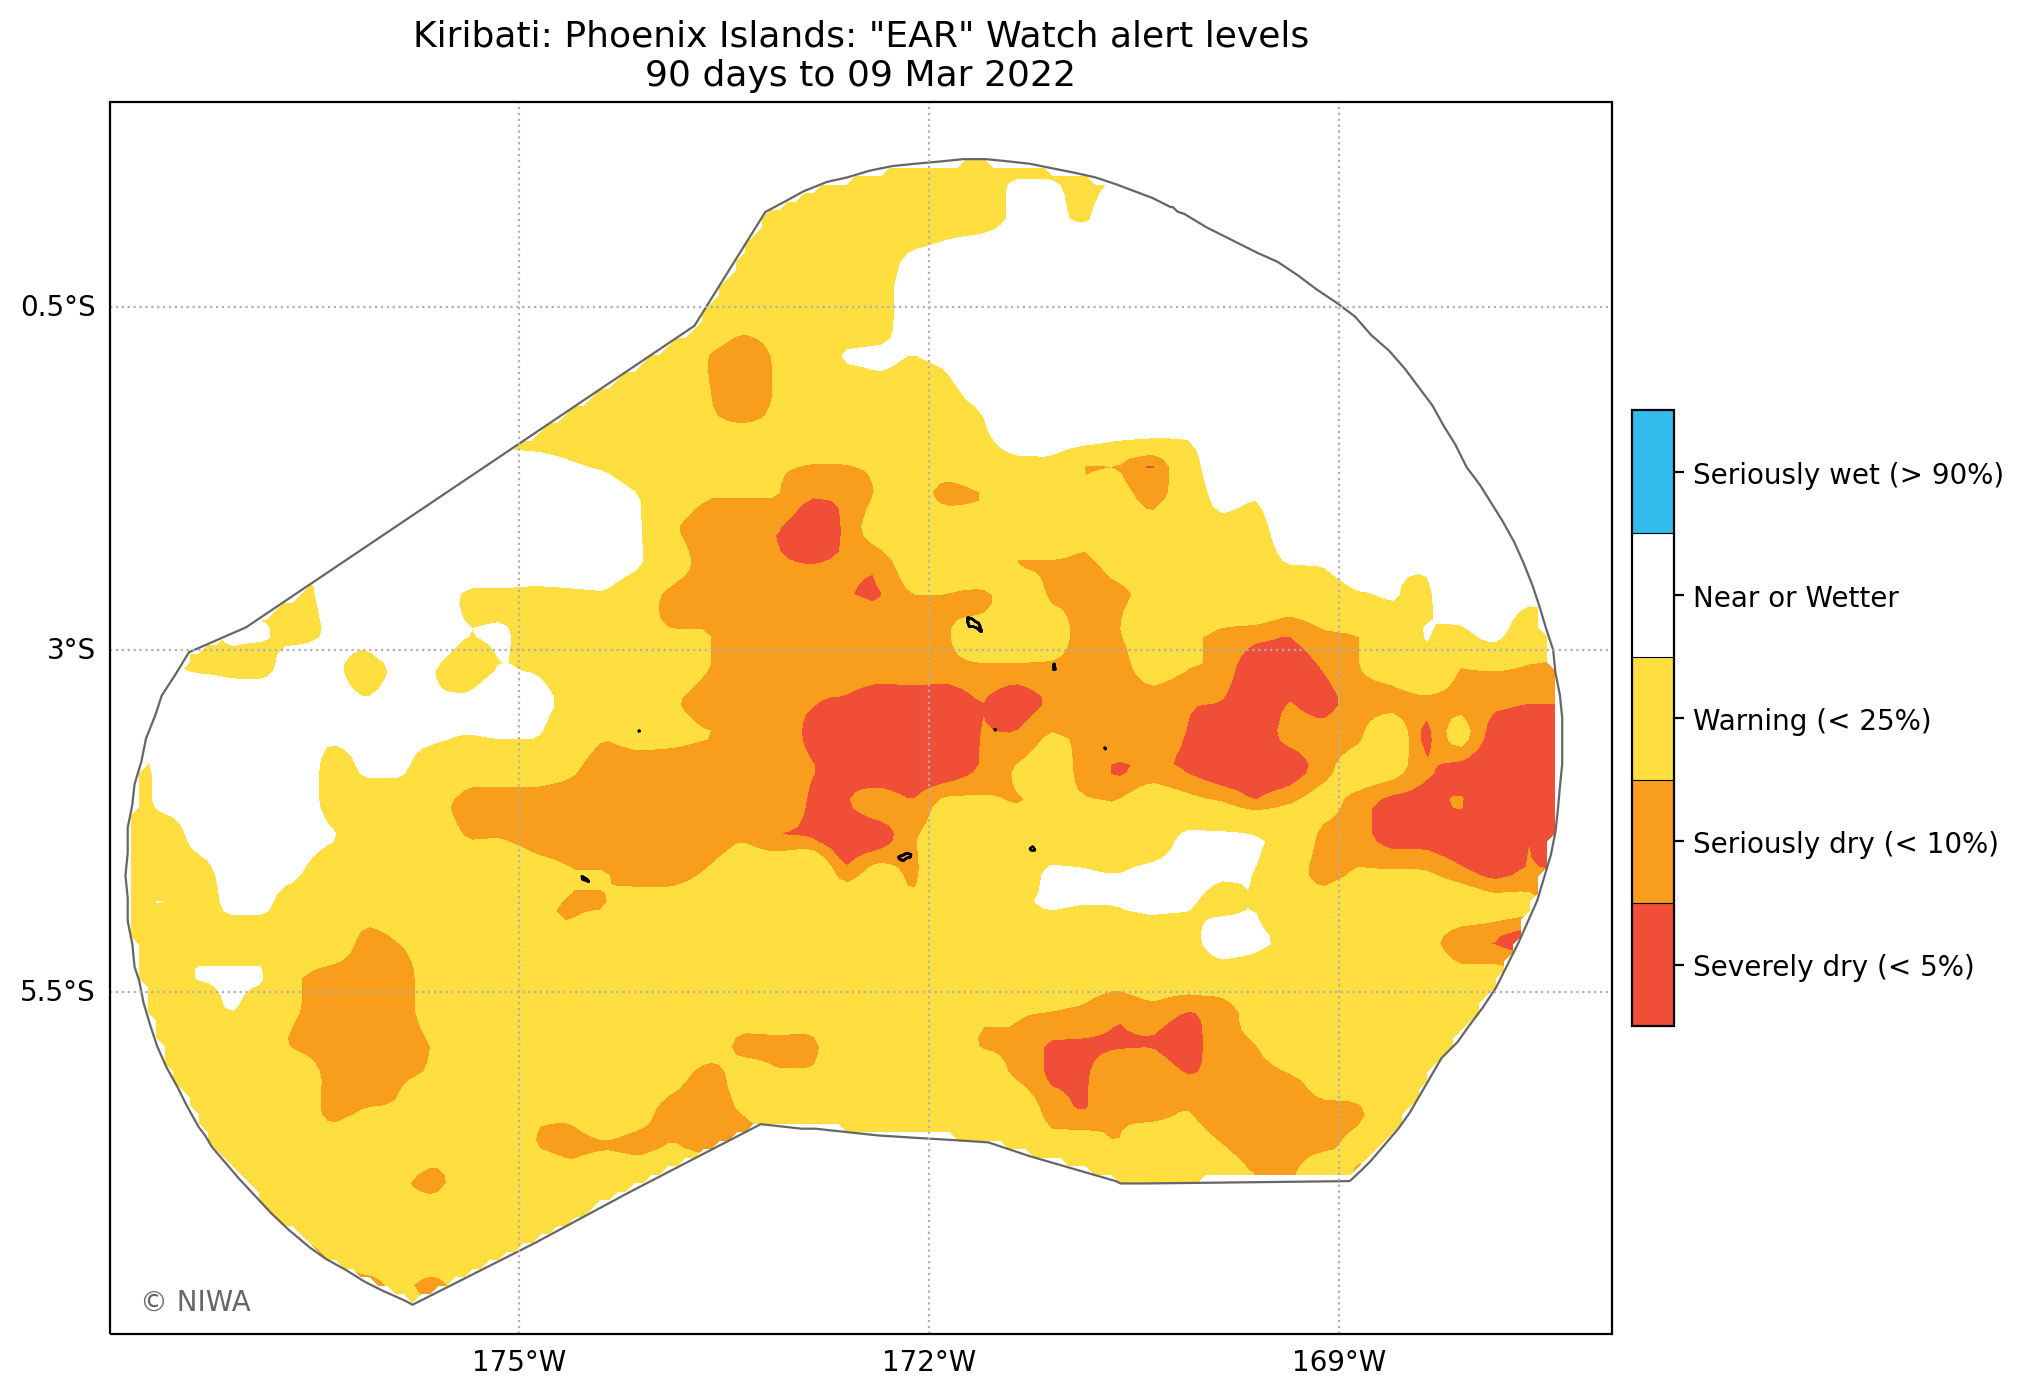 Kiribati: Phoenix Islands: "EAR" Watch alert levels
90 days to 09 Mar 2022
0.5°S
3°S
5.5°S
175°W
172°W
169°W
Seriously wet (> 90%)
Near or Wetter
Warning (< 25%)
Seriously dry (< 10%)
Severely dry (< 5%)
© NIWA